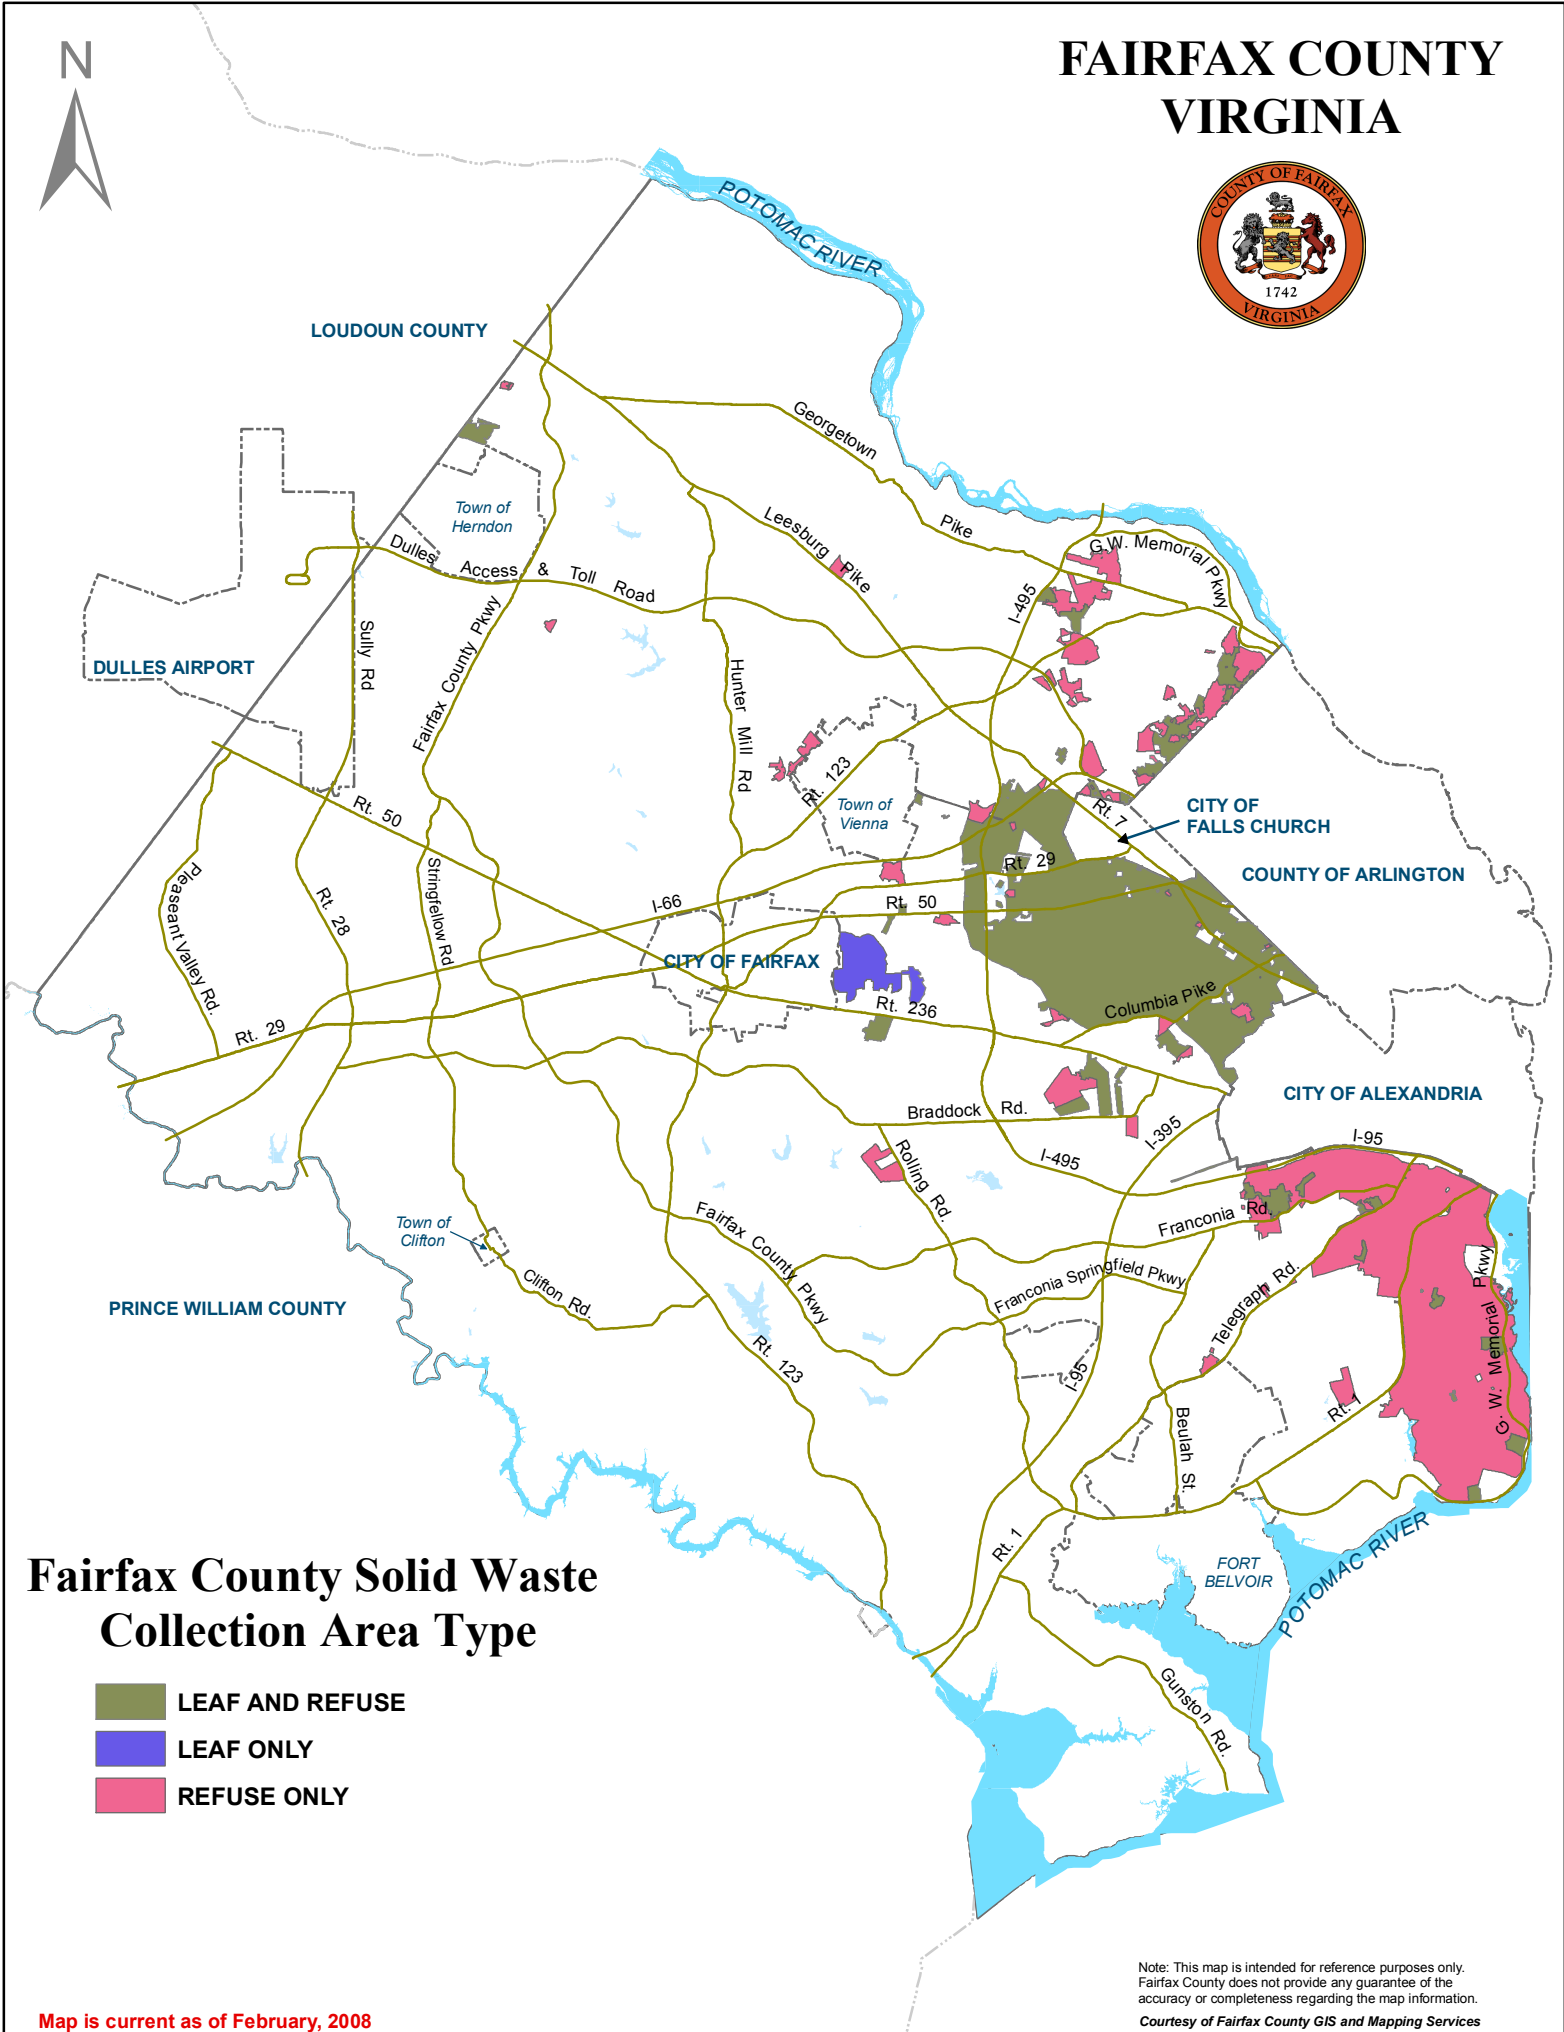 N
FAIRFAX COUNTY
VIRGINIA
COUNTY OF FAIRFAX
1742
VIRGINIA
POTOMAC RIVER
LOUDOUN COUNTY
Georgetown
Pike
Town of
Herndon
Leesburg Pike
G.W. Memorial Pkwy
Dulles Access & Toll Road
I-495
Sully Rd
Fairfax County Pkwy
DULLES AIRPORT
Hunter Mill Rd
Rt. 123
Town of
Vienna
Rt. 50
Rt. 7
CITY OF
FALLS CHURCH
Rt. 29
COUNTY OF ARLINGTON
Pleaseant Valley Rd.
Rt. 28
Stringfellow Rd
I-66
Rt. 50
CITY OF FAIRFAX
Rt. 236
Columbia Pike
Rt. 29
CITY OF ALEXANDRIA
Braddock Rd.
I-395
I-95
I-495
Rolling Rd.
Town of
Clifton
Fairfax County Pkwy
Franconia Rd.
Clifton Rd.
Franconia Springfield Pkwy
Telegraph Rd.
G. W. Memorial Pkwy
PRINCE WILLIAM COUNTY
Rt. 123
I-95
Rt. 1
Beulah St.
Rt. 1
FORT
BELVOIR
POTOMAC RIVER
Gunston Rd.
Fairfax County Solid Waste
Collection Area Type
LEAF AND REFUSE
LEAF ONLY
REFUSE ONLY
Note: This map is intended for reference purposes only.
Fairfax County does not provide any guarantee of the
accuracy or completeness regarding the map information.
Courtesy of Fairfax County GIS and Mapping Services
Map is current as of February, 2008